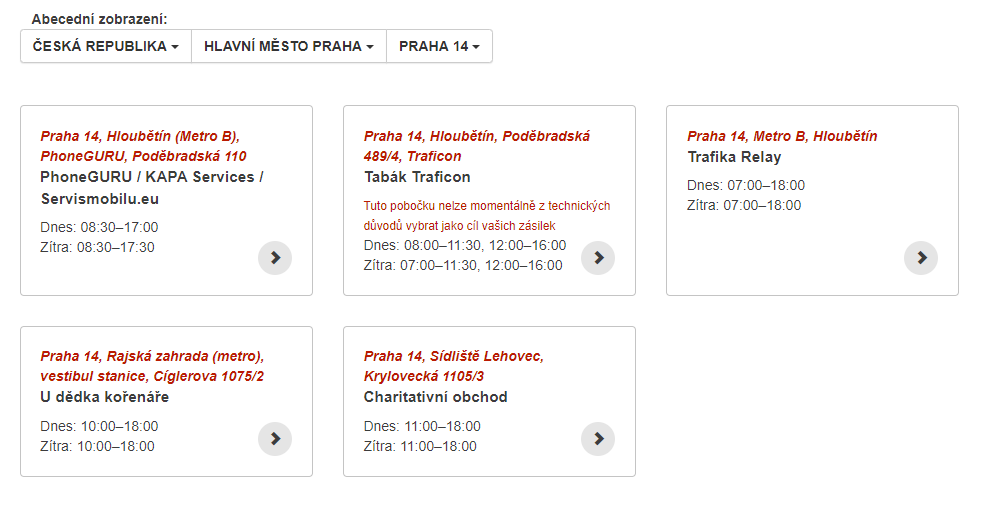 Abecední zobrazení:
ČESKÁ REPUBLIKA
HLAVNÍ MĚSTO PRAHA
PRAHA 14
Praha 14, Hloubětín (Metro B),
PhoneGURU, Poděbradská 110
PhoneGURU / KAPA Services /
Servismobilu.eu
Dnes: 08:30–17:00
Zítra: 08:30–17:30
Praha 14, Hloubětín, Poděbradská
489/4, Traficon
Tabák Traficon
Tuto pobočku nelze momentálně z technických
důvodů vybrat jako cíl vašich zásilek
Dnes: 08:00–11:30, 12:00–16:00
Zítra: 07:00–11:30, 12:00–16:00
Praha 14, Metro B, Hloubětín
Trafika Relay
Dnes: 07:00–18:00
Zítra: 07:00–18:00
Praha 14, Rajská zahrada (metro),
vestibul stanice, Cíglerova 1075/2
U dědka kořenáře
Dnes: 10:00–18:00
Zítra: 10:00–18:00
Praha 14, Sídliště Lehovec,
Krylovecká 1105/3
Charitativní obchod
Dnes: 11:00–18:00
Zítra: 11:00–18:00